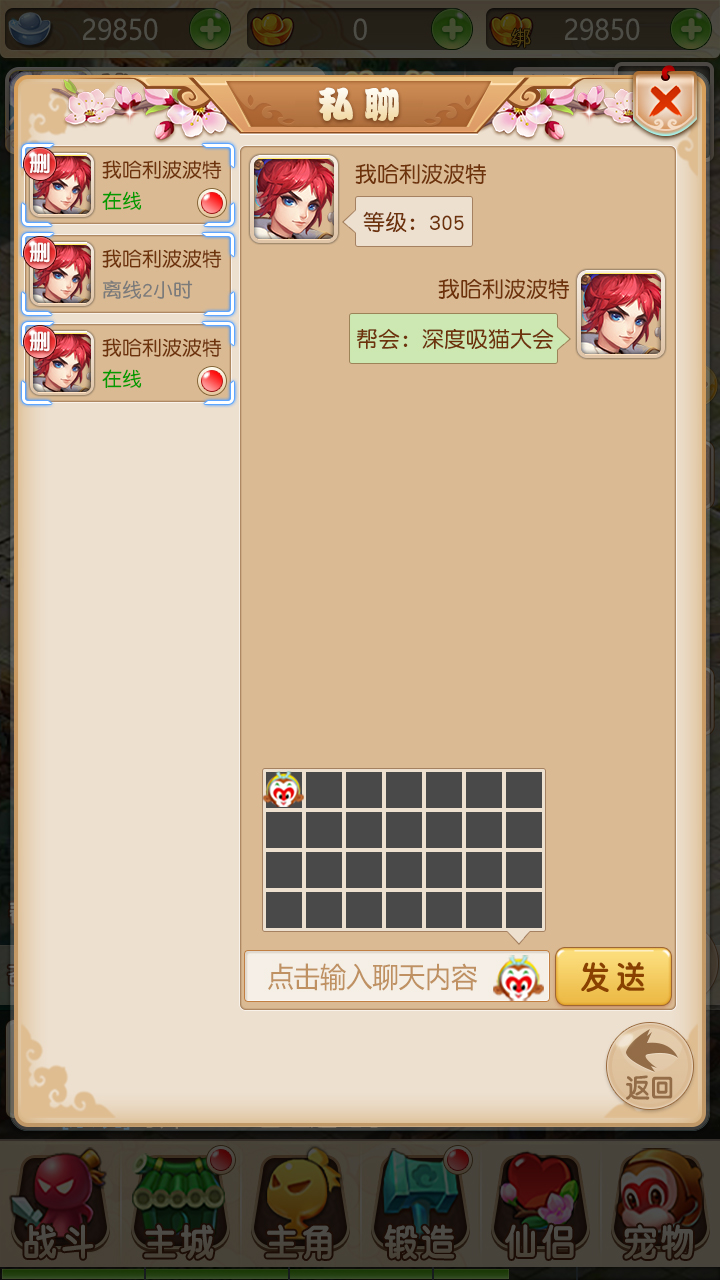 29850
0
绑
29850
私聊
删
我哈利波波特
在线
删
我哈利波波特
离线2小时
删
我哈利波波特
在线
我哈利波波特
等级：305
我哈利波波特
帮会：深度吸猫大会
点击输入聊天内容
发送
返回
战斗
主城
主角
锻造
仙侣
宠物